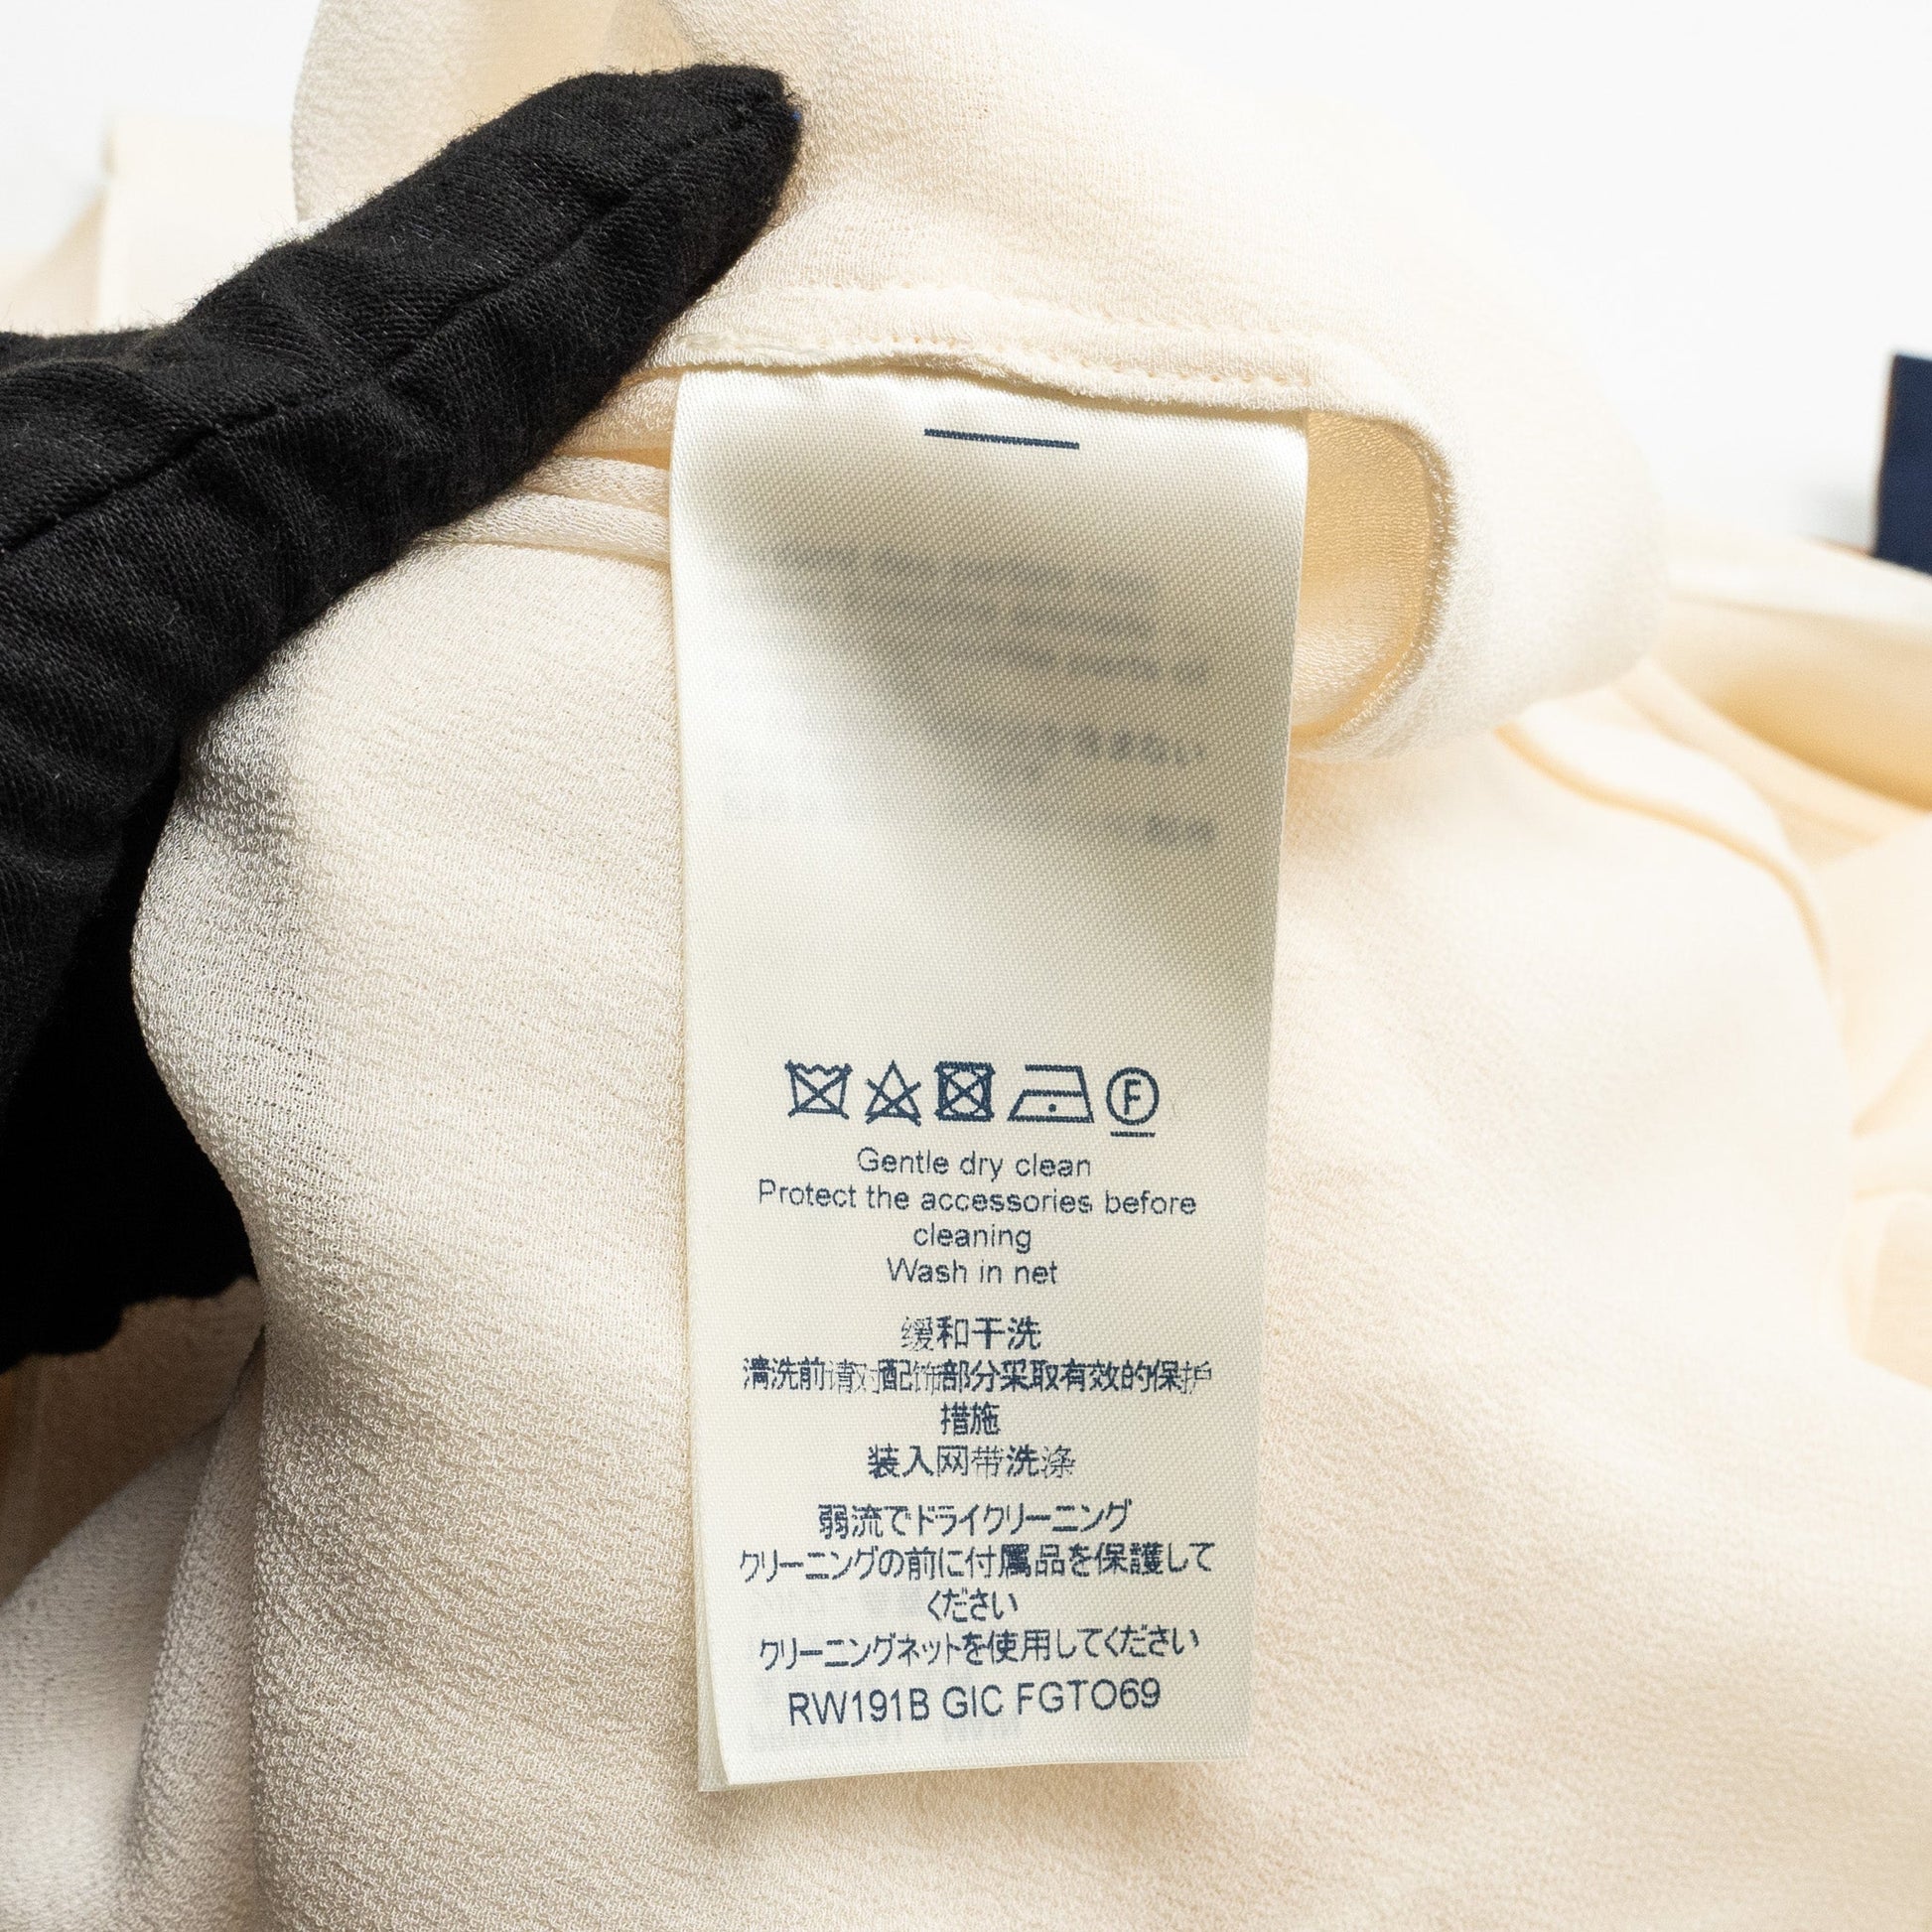 F
Gentle dry clean
Protect the accessories before
cleaning
Wash in net
缓和干洗
清洗前请对配饰部分采取有效的保护
措施
装入网带洗涤
弱流でドライクリーニング
クリーニングの前に付属品を保護して
ください
クリーニングネットを使用してください
RW191B GIC FGTO69